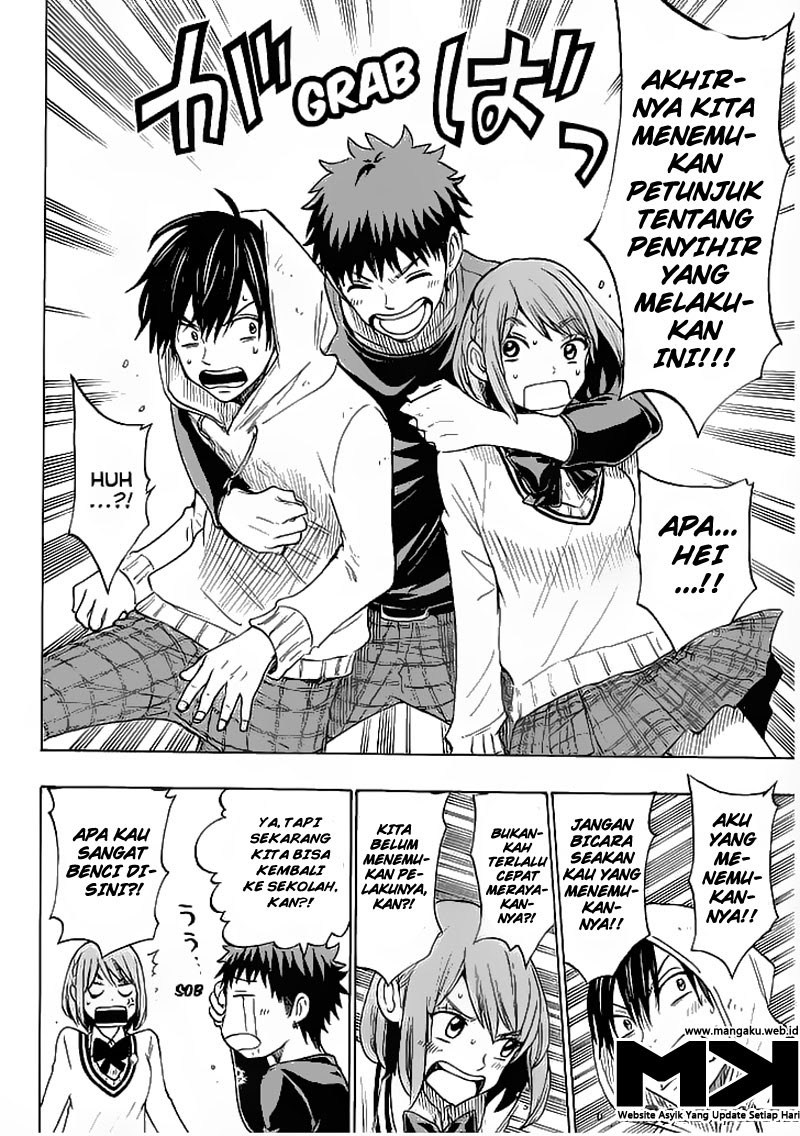 ガ
GRAB
ばっ
AKHIR-
NYA KITA
MENEMU-
KAN
PETUNJUK
TENTANG
PENYIHIR
YANG
MELAKU-
KAN
INI!!!
HUH
...?!
APA...
HEI
...!!
AKU
YANG
ME-
NEMU-
KAN-
NYA!!
JANGAN
BICARA
SEAKAN
KAU YANG
MENEMU-
KAN-
NYA!!
BUKAN-
KAH
TERLALU
CEPAT
MERAYA-
KAN-
NYA?!
KITA
BELUM
MENEMU-
KAN PE-
LAKUNYA,
KAN?!
YA, TAPI
SEKARANG
KITA BISA
KEMBALI
KE SEKOLAH,
KAN?!
うう
SOB
APA KAU
SANGAT
BENCI DI-
SINI?!
www.mangaku.web.id
MK
Website Asyik Yang Update Setiap Hari